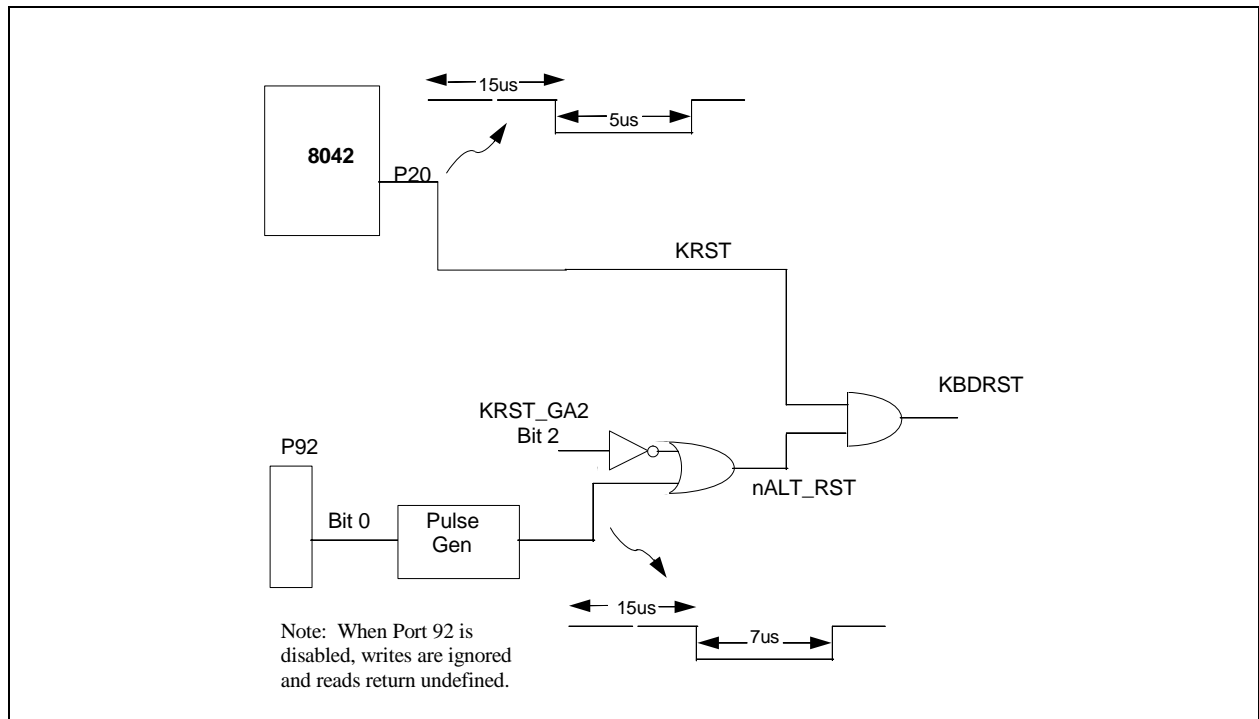 15us
5us
8042
P20
KRST
KBDRST
KRST_GA2
Bit 2
P92
nALT_RST
Bit 0
Pulse
Gen
15us
7us
Note: When Port 92 is
disabled, writes are ignored
and reads return undefined.